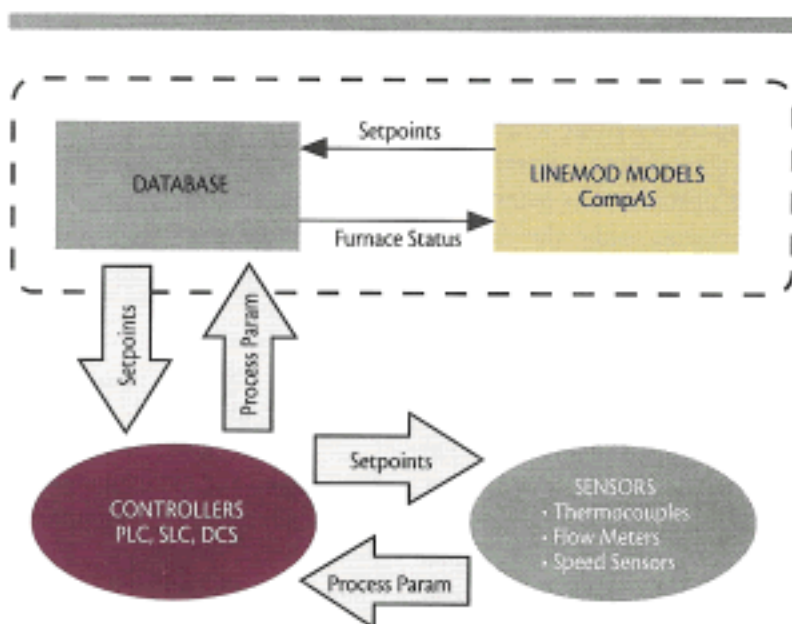 Setpoints
DATABASE
LINEMOD MODELS
CompAS
Furnace Status
Setpoints
Process Param
Setpoints
CONTROLLERS
PLC, SLC, DCS
SENSORS
• Thermocouples
• Flow Meters
• Speed Sensors
Process Param